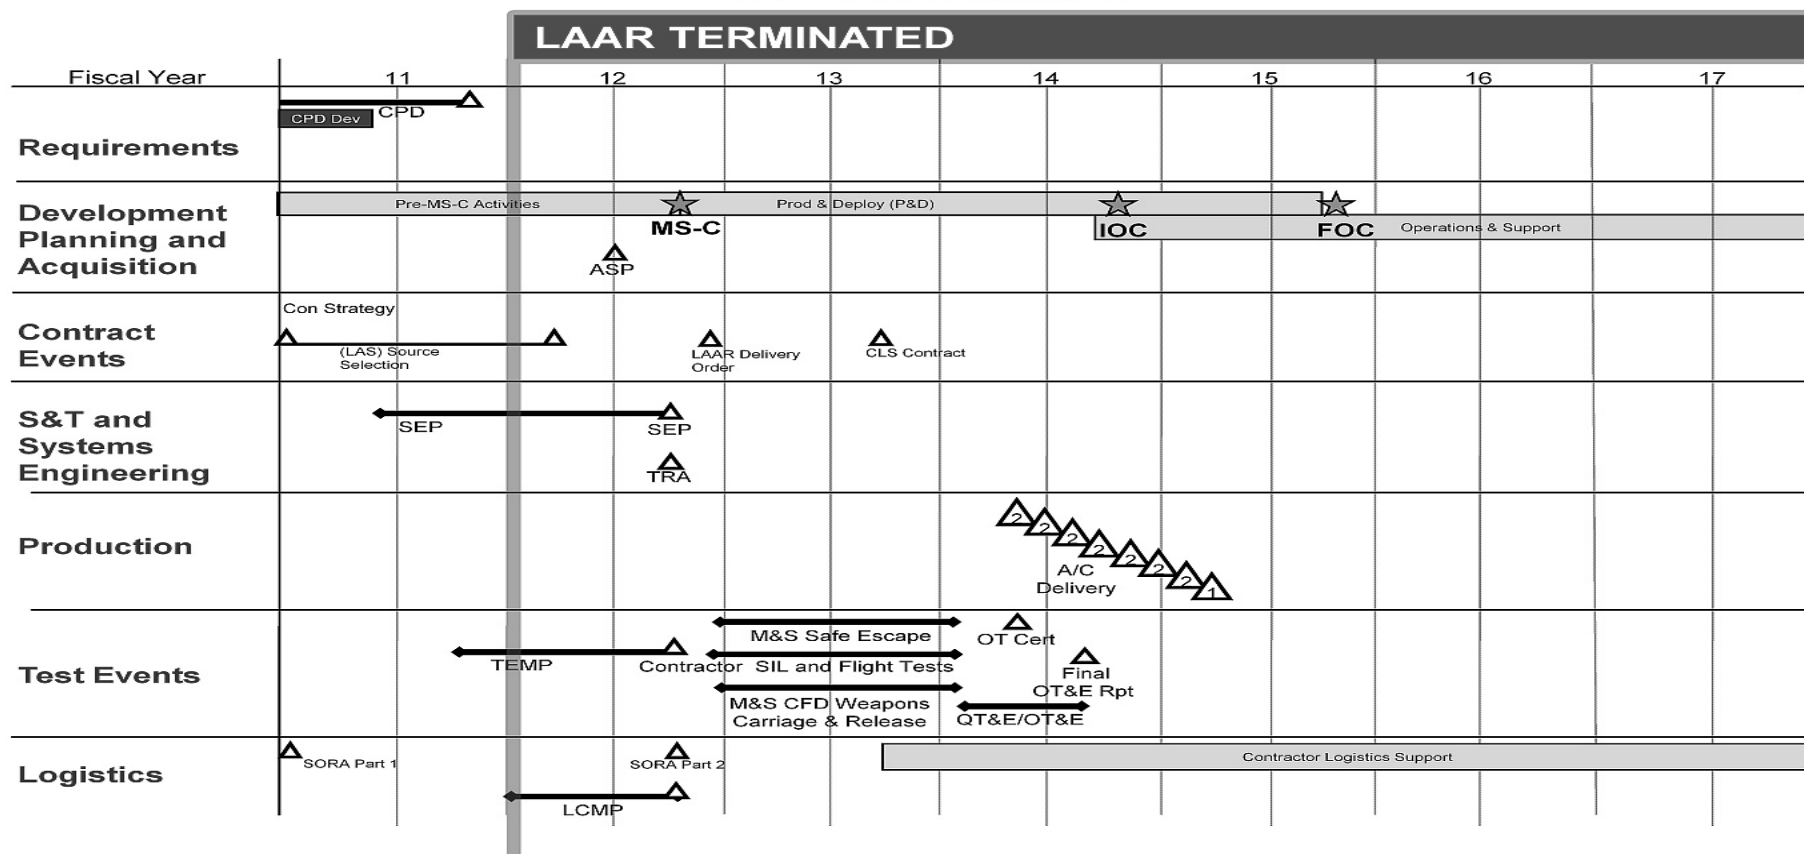 LAAR TERMINATED
Fiscal Year 11 12 13 14 15 16 17
CPD
CPD Dev
Requirements
Pre-MS-C Activities
Prod & Deploy (P&D)
Development
Planning and
Acquisition
MS-C
IOC
FOC
Operations & Support
ASP
Con Strategy
Contract
Events
(LAS) Source
Selection
LAAR Delivery
Order
CLS Contract
S&T and
Systems
Engineering
SEP
SEP
TRA
Production
2
2
2
2
2
2
2
1
A/C
Delivery
Test Events
M&S Safe Escape
OT Cert
TEMP
Contractor SIL and Flight Tests
Final
OT&E Rpt
M&S CFD Weapons
Carriage & Release
QT&E/OT&E
Logistics
SORA Part 1
SORA Part 2
Contractor Logistics Support
LCMP